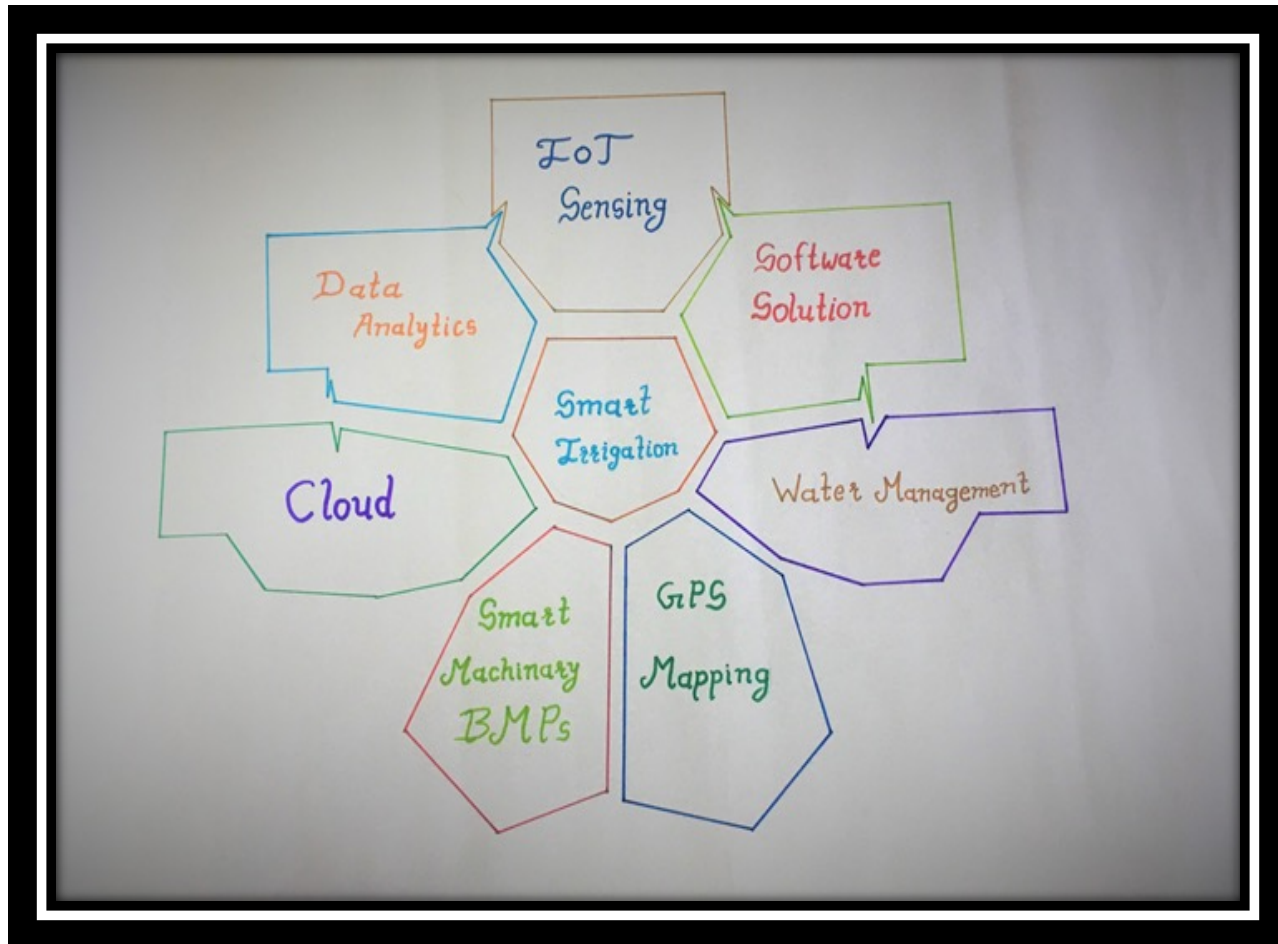 IoT
Sensing
Data
Analytics
Software
Solution
Smart
Irrigation
Cloud
Water Management
Smart
Machinary
BMPs
GPS
Mapping